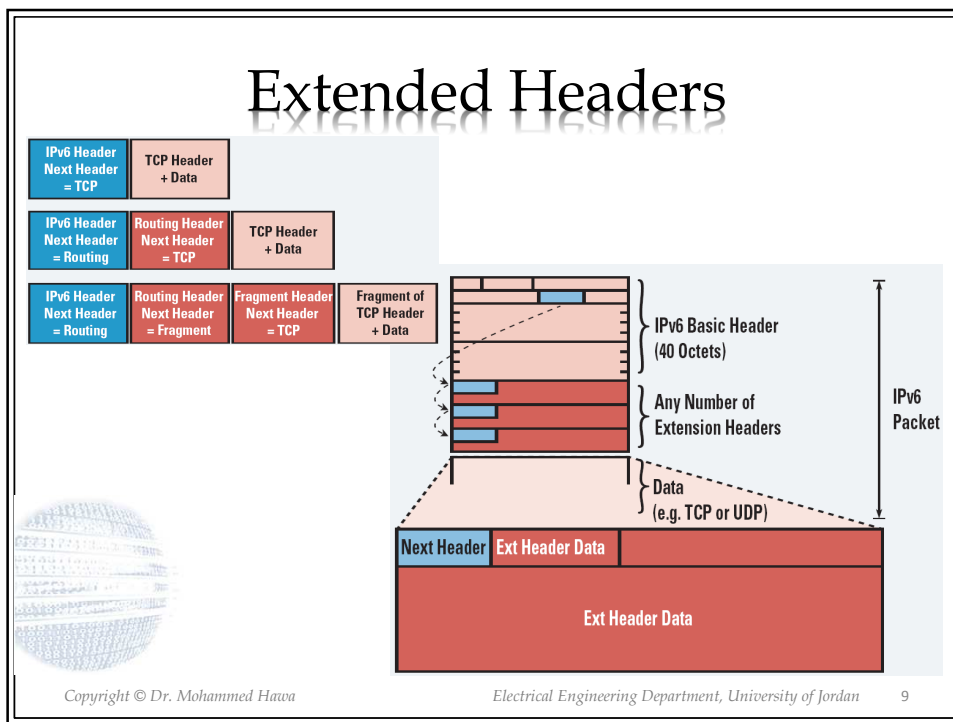 Extended Headers
IPv6 Header
Next Header
= TCP
TCP Header
+ Data
IPv6 Header
Next Header
= Routing
Routing Header
Next Header
= TCP
TCP Header
+ Data
IPv6 Header
Next Header
= Routing
Routing Header
Next Header
= Fragment
Fragment Header
Next Header
= TCP
Fragment of
TCP Header
+ Data
IPv6 Basic Header
(40 Octets)
Any Number of
Extension Headers
IPv6
Packet
Data
(e.g. TCP or UDP)
Next Header
Ext Header Data
Ext Header Data
Copyright © Dr. Mohammed Hawa
Electrical Engineering Department, University of Jordan
9